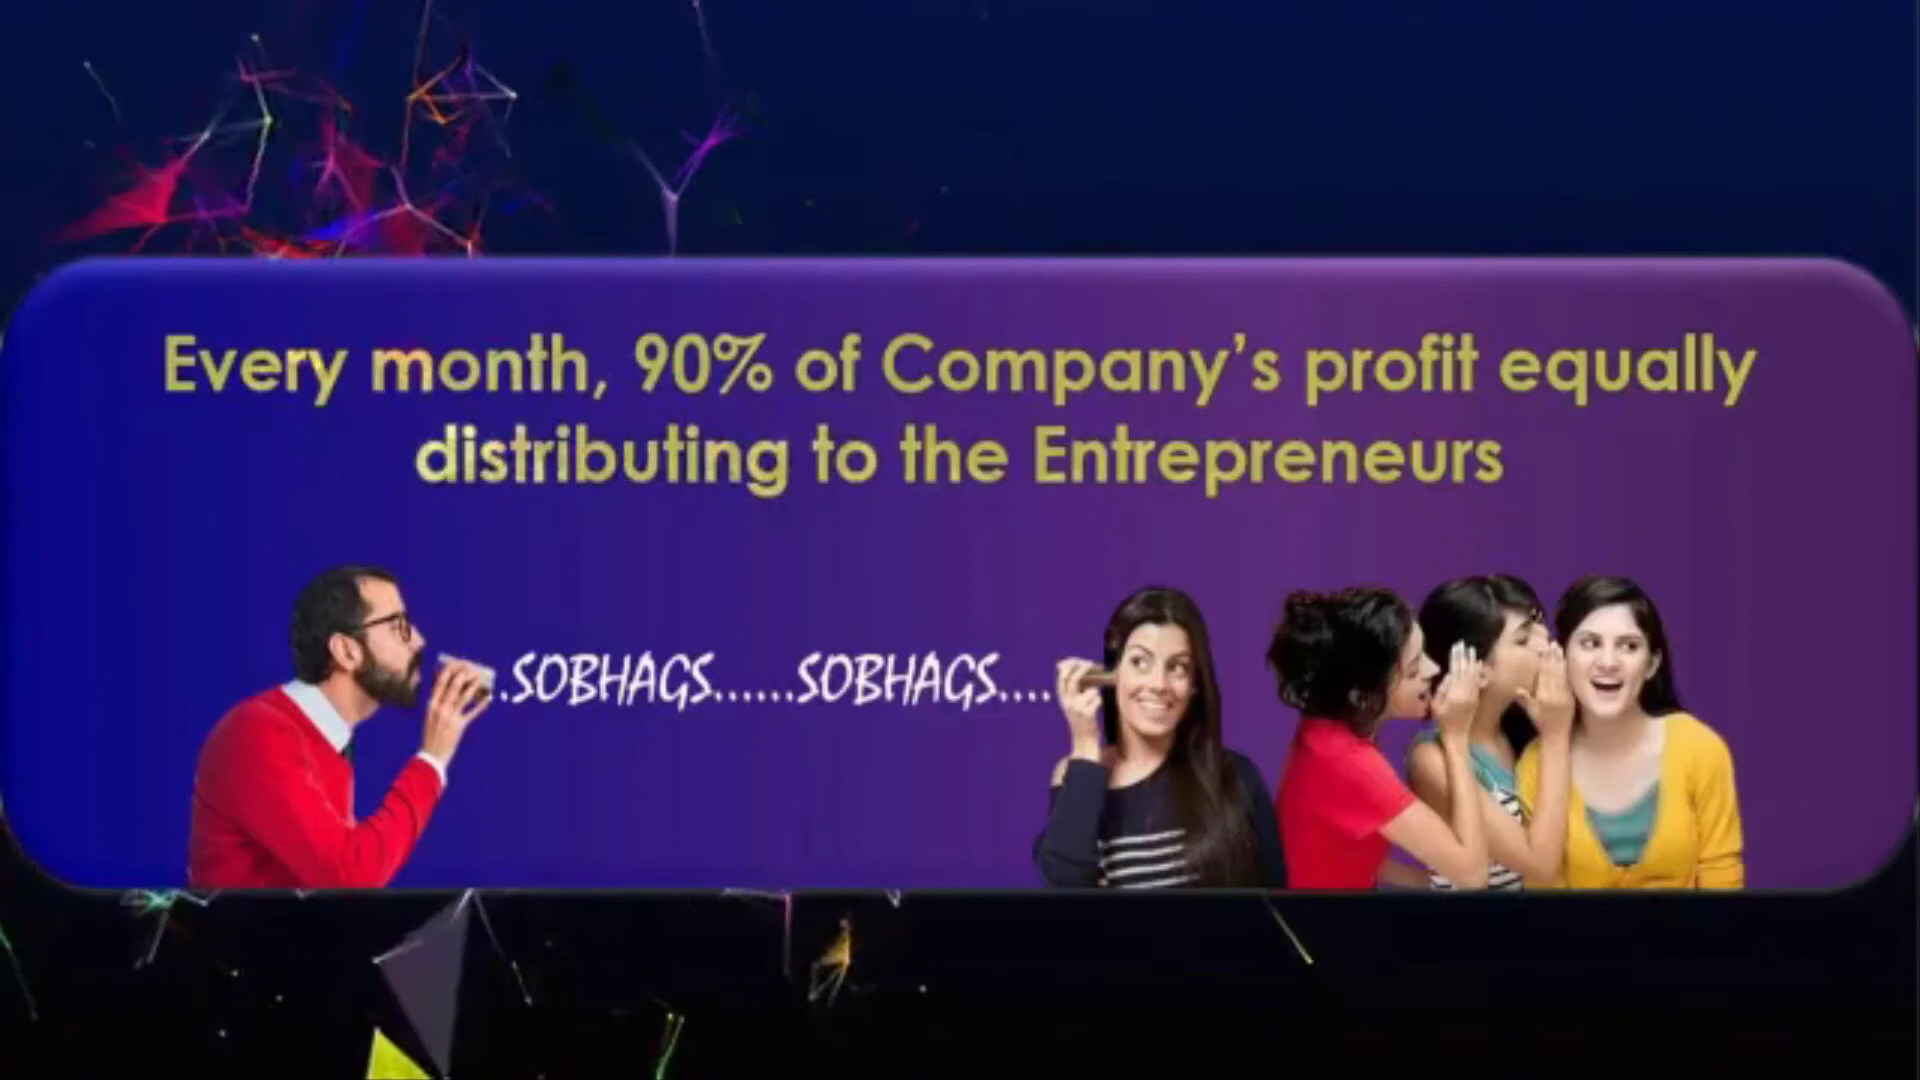 Every month, 90% of Company's profit equally
distributing to the Entrepreneurs
..SOBHAGS......SOBHAGS....